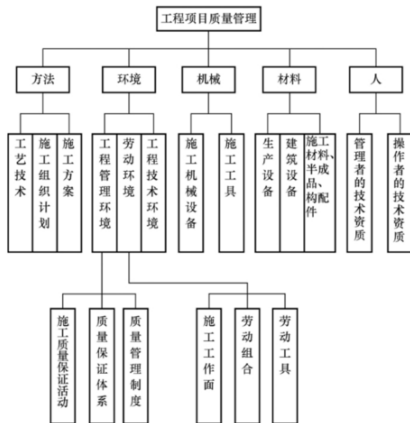 工程项目质量管理
方法
环境
机械
材料
人
工艺技术
施工组织计划
施工方案
工程管理环境
劳动环境
工程技术环境
施工机械设备
施工工具
生产设备
建筑设备
施工材料、半成品、构配件
管理者的技术资质
操作者的技术资质
施工质量保证活动
质量保证体系
质量管理制度
施工工作面
劳动组合
劳动工具